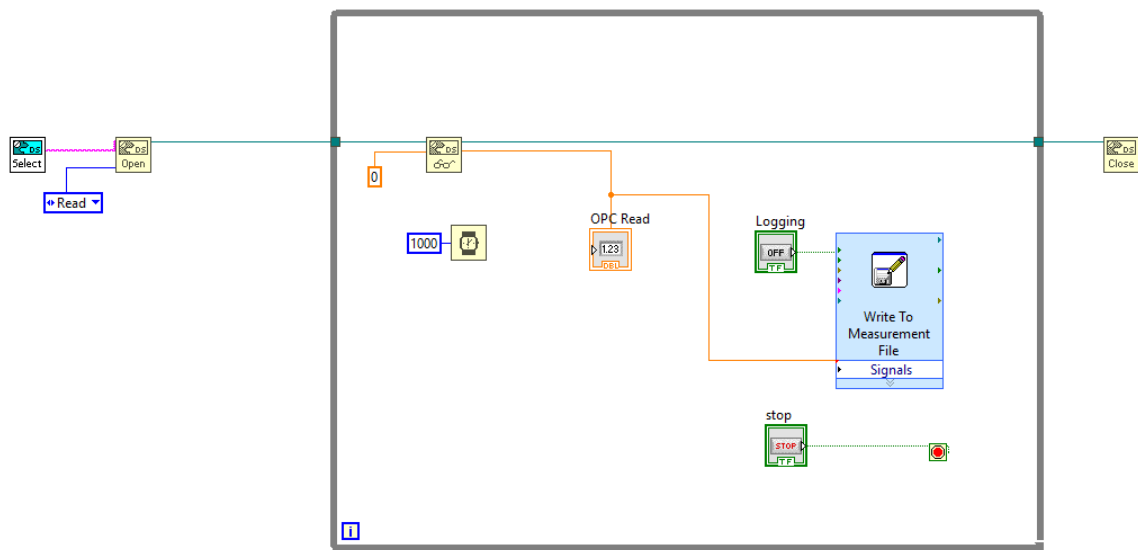 DS
Select
DS
Open
Read
DS
DS
Close
0
1000
OPC Read
1.23
DBL
Logging
OFF
TF
Write To
Measurement
File
Signals
stop
STOP
TF
i